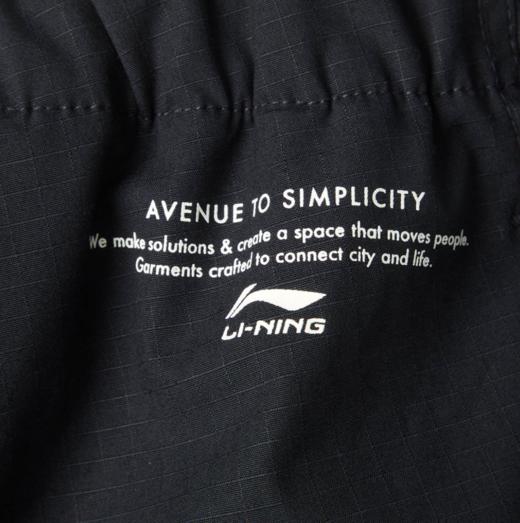 AVENUE TO SIMPLICITY
We make solutions & create a space that moves people.
Garments crafted to connect city and life.
LI-NING